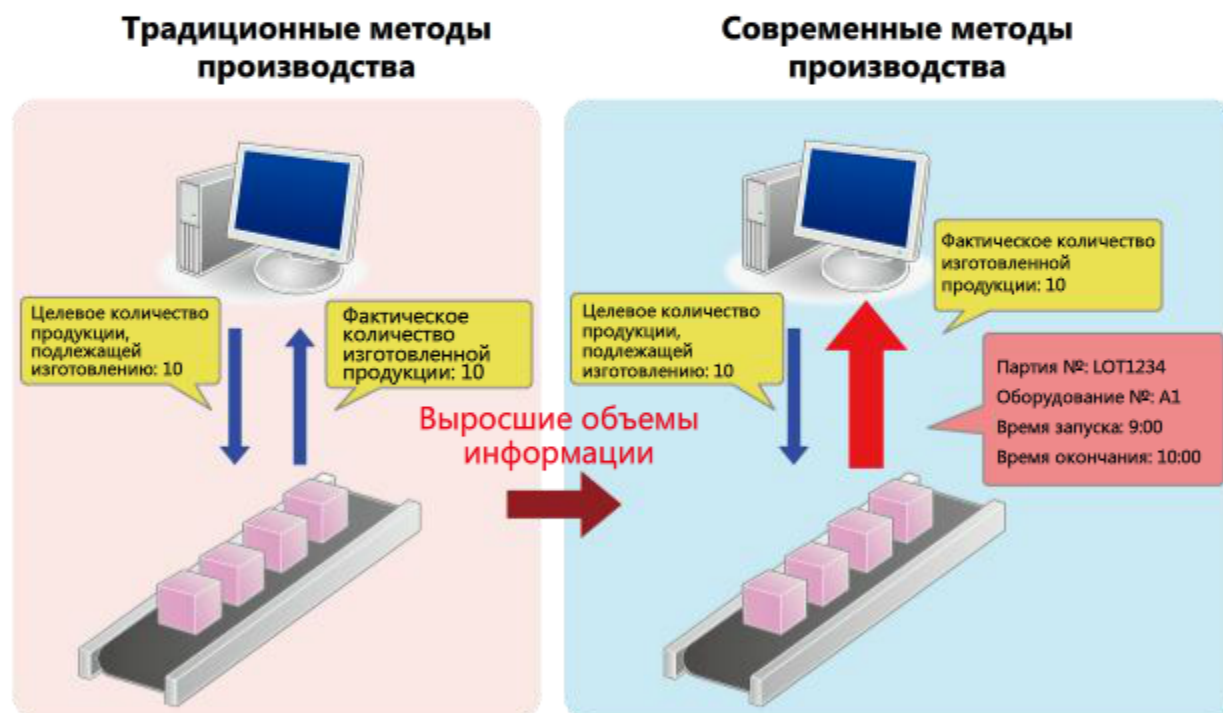 Традиционные методы
производства
Современные методы
производства
Целевое количество
продукции,
подлежащей
изготовлению: 10
Фактическое
количество
изготовленной
продукции: 10
Выросшие объемы
информации
Целевое количество
продукции,
подлежащей
изготовлению: 10
Фактическое количество
изготовленной
продукции: 10
Партия №: LOT1234
Оборудование №: A1
Время запуска: 9:00
Время окончания: 10:00